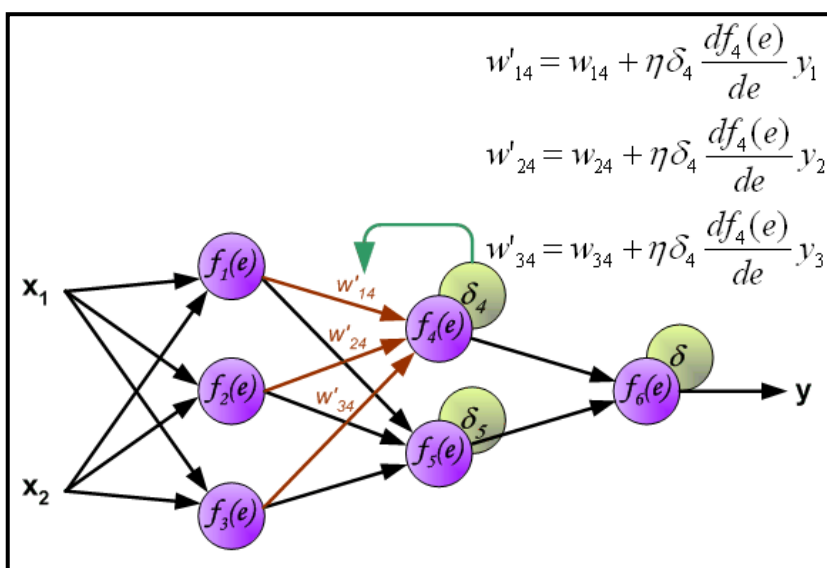 w'₁₄ = w₁₄ + ηδ₄ df₄(e)/de y₁
w'₂₄ = w₂₄ + ηδ₄ df₄(e)/de y₂
w'₃₄ = w₃₄ + ηδ₄ df₄(e)/de y₃
x₁
f₁(e)
w'₁₄
f₄(e)
δ₄
w'₂₄
f₂(e)
w'₃₄
f₅(e)
δ₅
f₆(e)
δ
y
x₂
f₃(e)